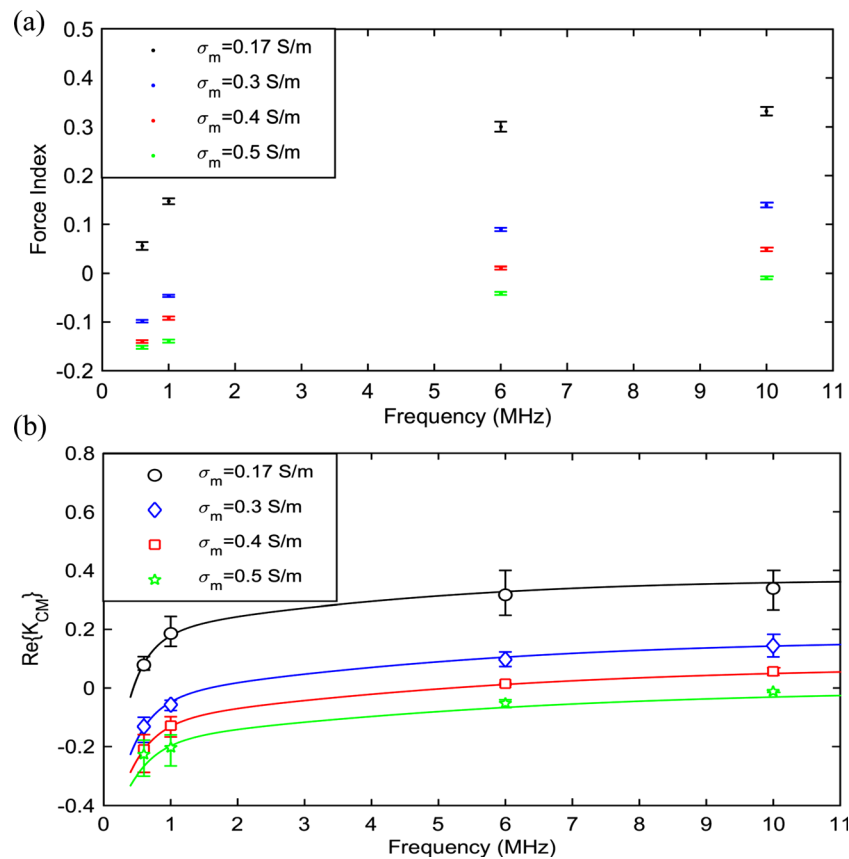 (a)
0.5
0.4
0.3
0.2
0.1
0
-0.1
-0.2
Force Index
σm=0.17 S/m
σm=0.3 S/m
σm=0.4 S/m
σm=0.5 S/m
0 1 2 3 4 5 6 7 8 9 10 11
Frequency (MHz)
(b)
0.8
0.6
0.4
0.2
0
-0.2
-0.4
Re{KCM}
σm=0.17 S/m
σm=0.3 S/m
σm=0.4 S/m
σm=0.5 S/m
0 1 2 3 4 5 6 7 8 9 10 11
Frequency (MHz)